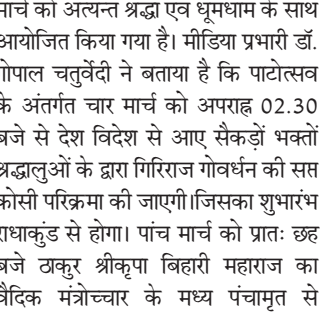 मार्च को अत्यन्त श्रद्धा एव धूमधाम के साथ
आयोजित किया गया है। मीडिया प्रभारी डॉ.
गोपाल चतुर्वेदी ने बताया है कि पाटोत्सव
के अंतर्गत चार मार्च को अपराह्न 02.30
बजे से देश विदेश से आए सैकड़ों भक्तों
श्रद्धालुओं के द्वारा गिरिराज गोवर्धन की सप्त
कोसी परिक्रमा की जाएगी।जिसका शुभारंभ
राधाकुंड से होगा। पांच मार्च को प्रातः छह
बजे ठाकुर श्रीकृपा बिहारी महाराज का
वैदिक मंत्रोच्चार के मध्य पंचामृत से